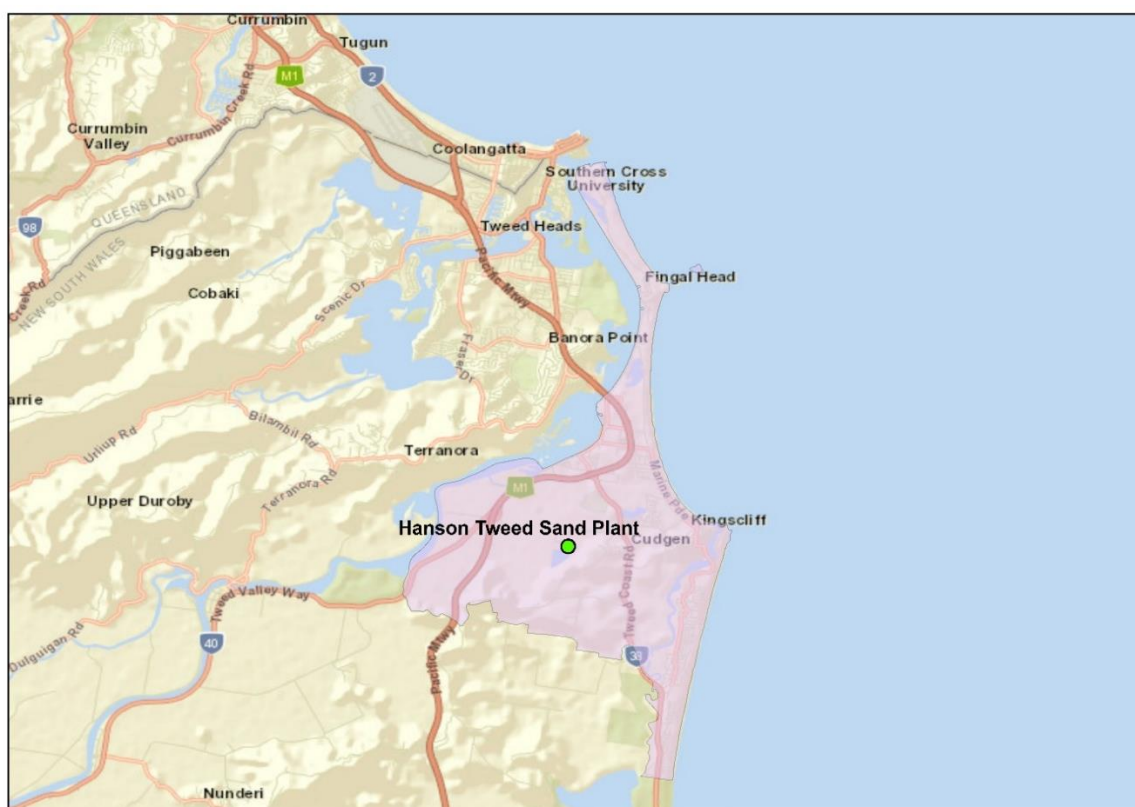 Currumbin
Tugun
M1
2
Currumbin
Valley
Currumbin Creek Rd
Coolangatta
Southern Cross
University
98
QUEENSLAND
NEW SOUTH WALES
Creek Rd
Piggabeen
Tweed Heads
Cobaki
Scenic Dr
Pacific Mtwy
Fingal Head
Banora Point
Fraser Dr
arrie
Urliup Rd
Bilambil Rd
Terranora
Terranora Rd
Upper Duroby
M1
Marine Pde
Kingscliff
Hanson Tweed Sand Plant
Cudgen
Tweed Coast Rd
Tweed Valley Way
Dulguigan Rd
40
Pacific Mtwy
33
Nunderi